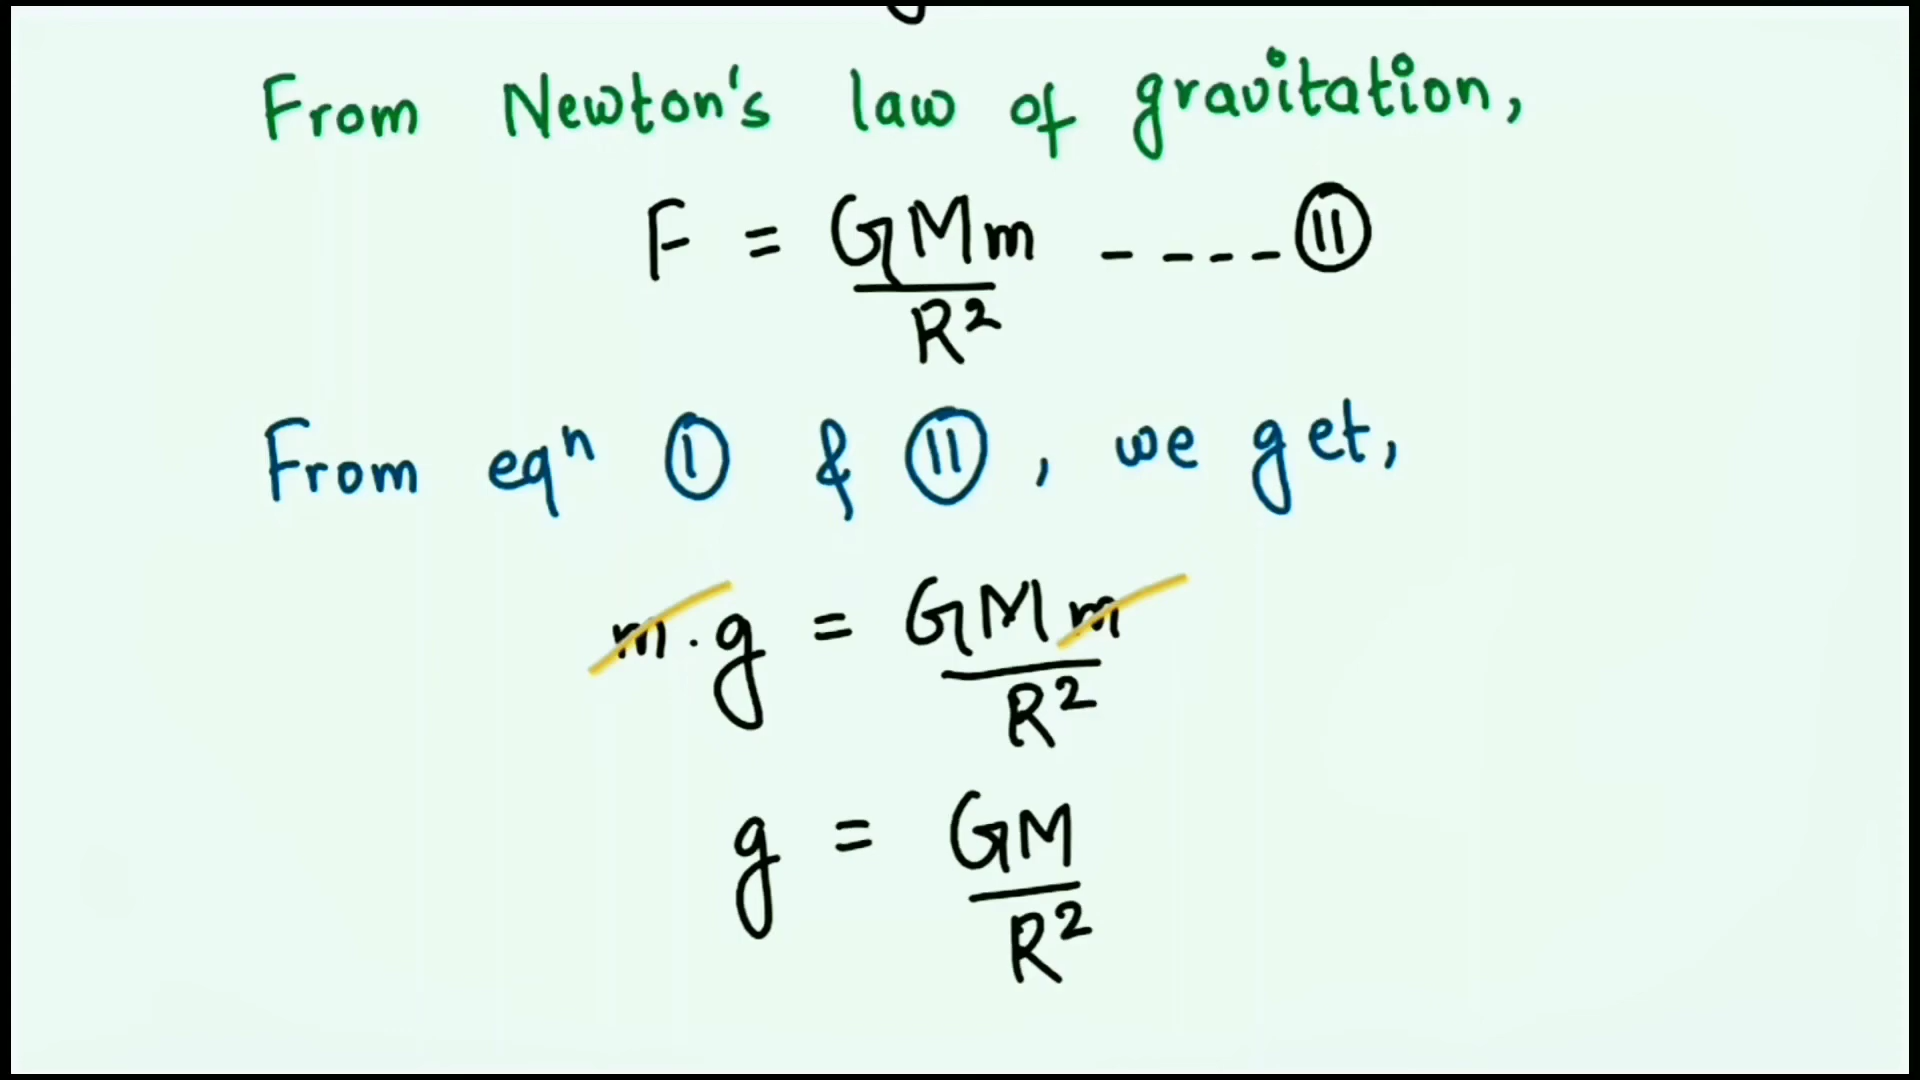 From Newton's law of gravitation,
F = GMm / R² ----Ⅱ
From eqⁿ Ⅰ & Ⅱ, we get,
m.g = GMm / R²
g = GM / R²